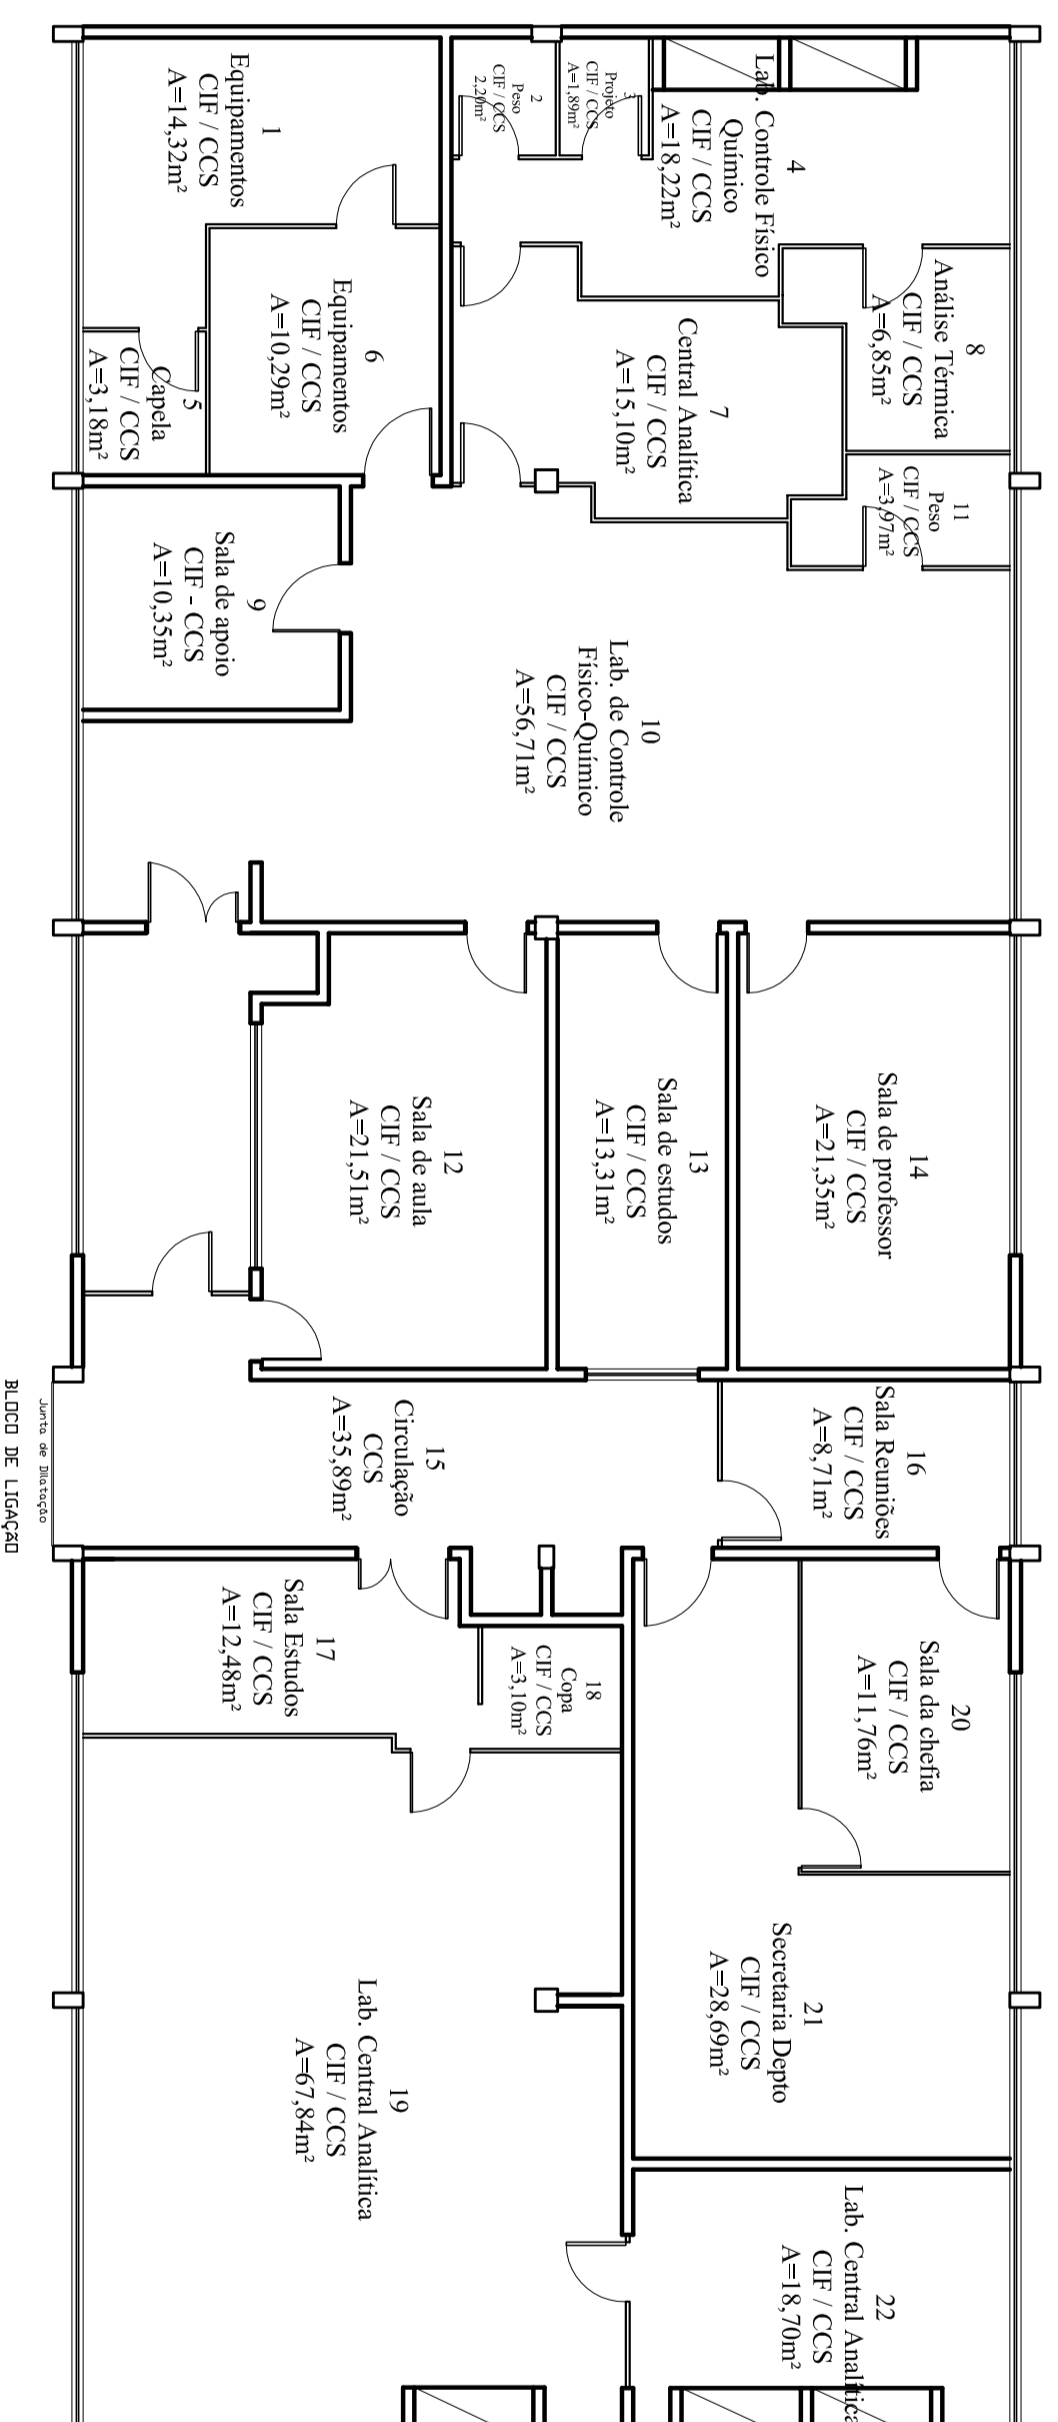 1
Equipamentos
CIF / CCS
A=14,32m²
2
Peso
CIF / CCS
2,20m²
3
Projeto
CIF / CCS
A=1,89m²
4
Lab. Controle Físico
Químico
CIF / CCS
A=18,22m²
5
Capela
CIF / CCS
A=3,18m²
6
Equipamentos
CIF / CCS
A=10,29m²
7
Central Analítica
CIF / CCS
A=15,10m²
8
Análise Térmica
CIF / CCS
A=6,85m²
9
Sala de apoio
CIF - CCS
A=10,35m²
10
Lab. de Controle
Físico-Químico
CIF / CCS
A=56,71m²
11
Peso
CIF / CCS
A=3,97m²
12
Sala de aula
CIF / CCS
A=21,51m²
13
Sala de estudos
CIF / CCS
A=13,31m²
14
Sala de professor
CIF / CCS
A=21,35m²
15
Circulação
CCS
A=35,89m²
16
Sala Reuniões
CIF / CCS
A=8,71m²
17
Sala Estudos
CIF / CCS
A=12,48m²
18
Copa
CIF / CCS
A=3,10m²
19
Lab. Central Analítica
CIF / CCS
A=67,84m²
20
Sala da chefia
CIF / CCS
A=11,76m²
21
Secretaria Depto
CIF / CCS
A=28,69m²
22
Lab. Central Analítica
CIF / CCS
A=18,70m²
Junta de Dilatação
BLOCO DE LIGAÇÃO